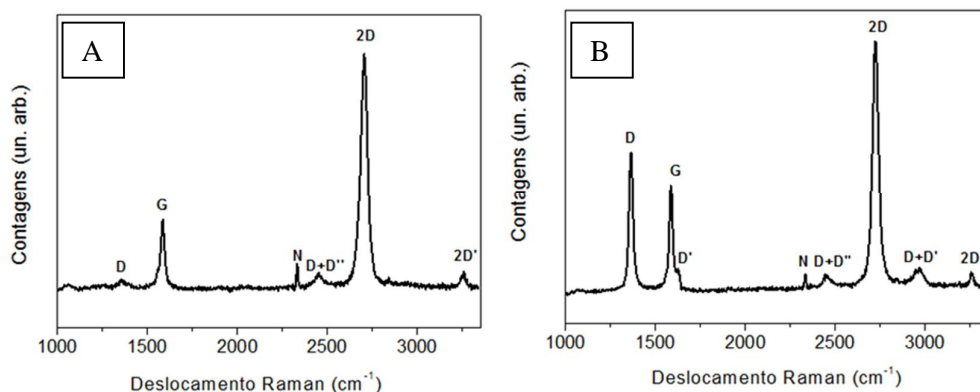 A
Contagens (un. arb.)
D
G
N
D+D''
2D
2D'
1000 1500 2000 2500 3000
Deslocamento Raman (cm⁻¹)
B
Contagens (un. arb.)
D
G
D'
N
D+D''
2D
D+D'
2D
1000 1500 2000 2500 3000
Deslocamento Raman (cm⁻¹)